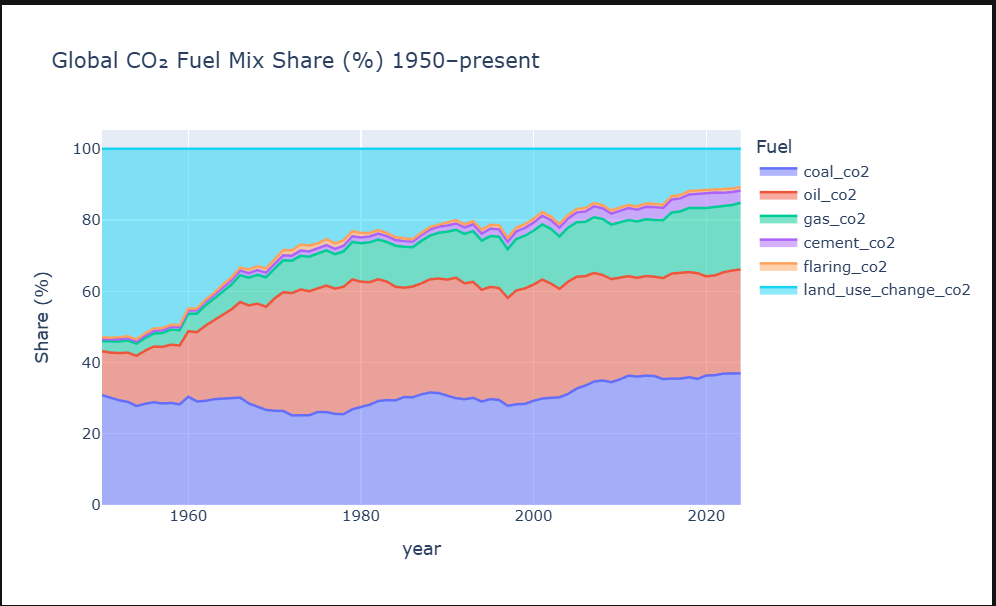 Global CO₂ Fuel Mix Share (%) 1950–present
Fuel
coal_co2
oil_co2
gas_co2
cement_co2
flaring_co2
land_use_change_co2
Share (%)
100
80
60
40
20
0
1960 1980 2000 2020
year